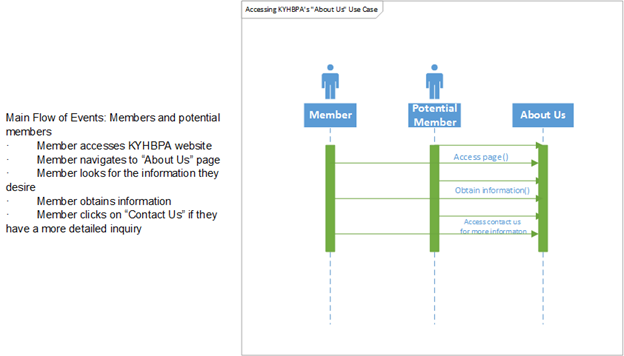 Accessing KYHBPA's "About Us" Use Case
Main Flow of Events: Members and potential
members
· Member accesses KYHBPA website
· Member navigates to "About Us" page
· Member looks for the information they
desire
· Member obtains information
· Member clicks on "Contact Us" if they
have a more detailed inquiry
Member
Potential
Member
About Us
Access page()
Obtain information()
Access contact us
for more informaton